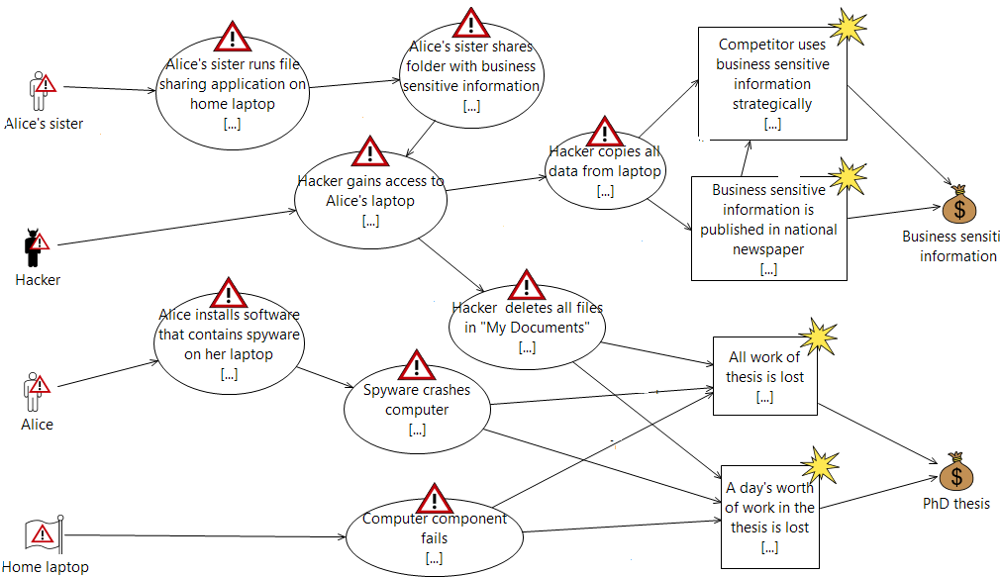 Alice's sister
Alice's sister runs file
sharing application on
home laptop
[...]
Alice's sister shares
folder with business
sensitive information
[...]
Competitor uses
business sensitive
information
strategically
[...]
Hacker
Hacker gains access to
Alice's laptop
[...]
Hacker copies all
data from laptop
[...]
Business sensitive
information is
published in national
newspaper
[...]
Business sensiti
information
Alice
Alice installs software
that contains spyware
on her laptop
[...]
Hacker deletes all files
in "My Documents"
[...]
Spyware crashes
computer
[...]
All work of
thesis is lost
[...]
Home laptop
Computer component
fails
[...]
A day's worth
of work in the
thesis is lost
[...]
PhD thesis